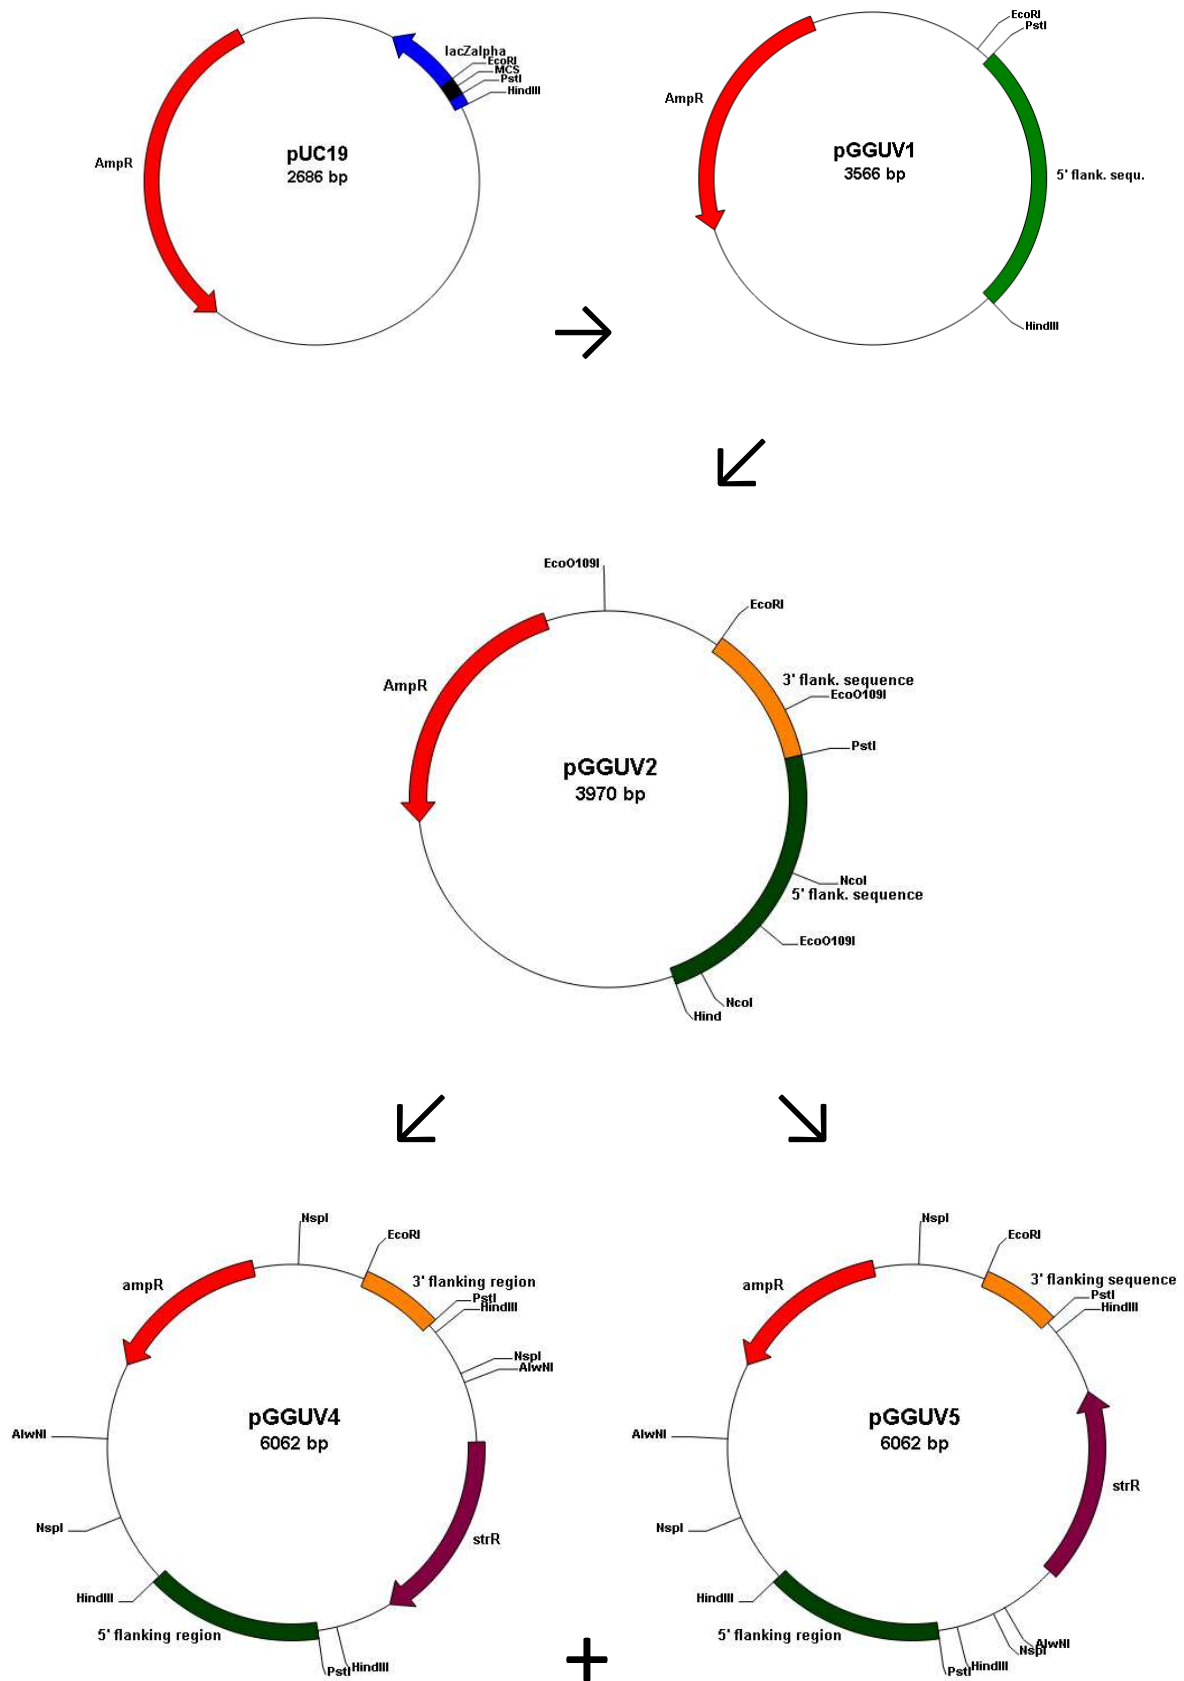 lacZalpha
EcoRI
MCS
PstI
HindIII
AmpR
pUC19
2686 bp
EcoRI
PstI
AmpR
pGGUV1
3566 bp
5' flank. sequ.
HindIII
EcoO109I
EcoRI
AmpR
3' flank. sequence
EcoO109I
PstI
pGGUV2
3970 bp
NcoI
5' flank. sequence
EcoO109I
NcoI
Hind
NspI
EcoRI
ampR
3' flanking region
PstI
HindIII
NspI
AlwNI
pGGUV4
6062 bp
AlwNI
NspI
strR
HindIII
5' flanking region
PstI
HindIII
+
NspI
EcoRI
ampR
3' flanking sequence
PstI
HindIII
pGGUV5
6062 bp
AlwNI
strR
NspI
HindIII
5' flanking region
AlwNI
NspI
HindIII
PstI